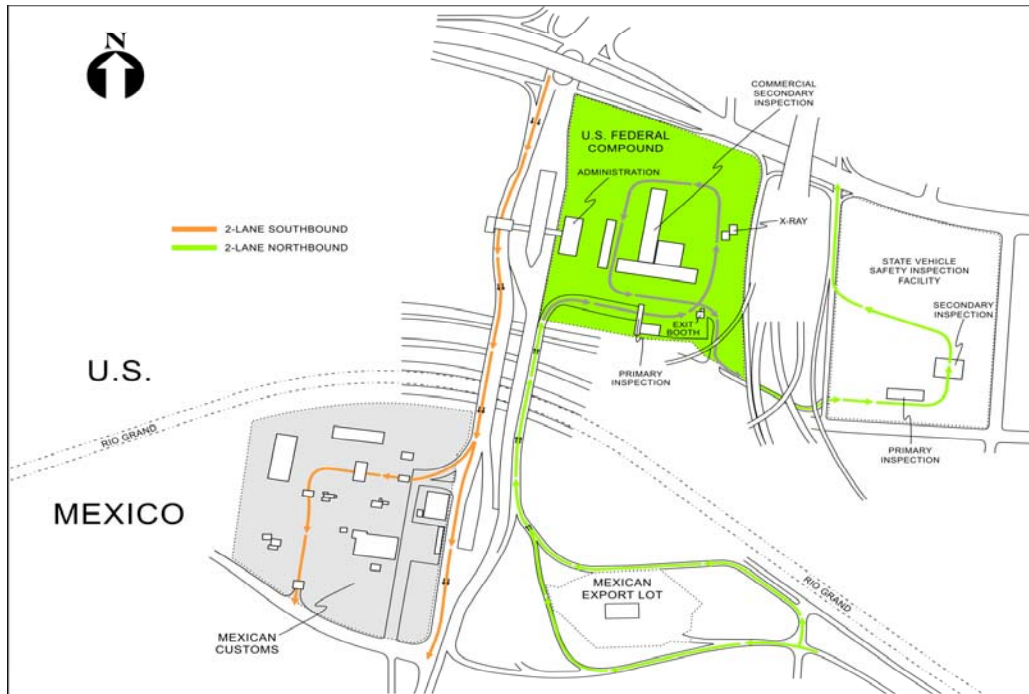 N
COMMERCIAL
SECONDARY
INSPECTION
U.S. FEDERAL
COMPOUND
ADMINISTRATION
X-RAY
2-LANE SOUTHBOUND
2-LANE NORTHBOUND
STATE VEHICLE
SAFETY INSPECTION
FACILITY
SECONDARY
INSPECTION
EXIT
BOOTH
PRIMARY
INSPECTION
U.S.
RIO GRAND
PRIMARY
INSPECTION
MEXICO
MEXICAN
EXPORT LOT
RIO GRAND
MEXICAN
CUSTOMS